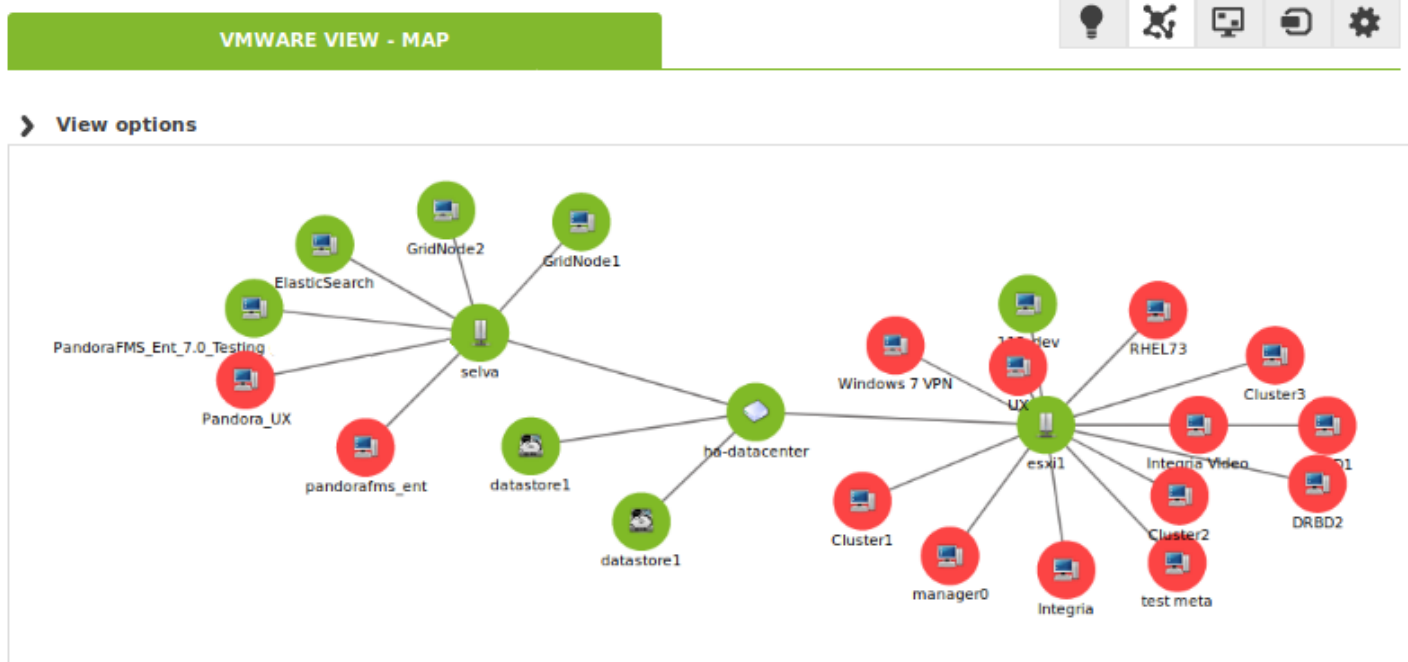 VMWARE VIEW - MAP
View options
GridNode2
GridNode1
ElasticSearch
PandoraFMS_Ent_7.0_Testing
selva
Pandora_UX
pandorafms_ent
datastore1
datastore1
ha-datacenter
Windows 7 VPN
dev
UX
RHEL73
Cluster3
esxi1
Integria Video
Cluster1
Cluster2
DRBD2
manager0
Integria
test meta